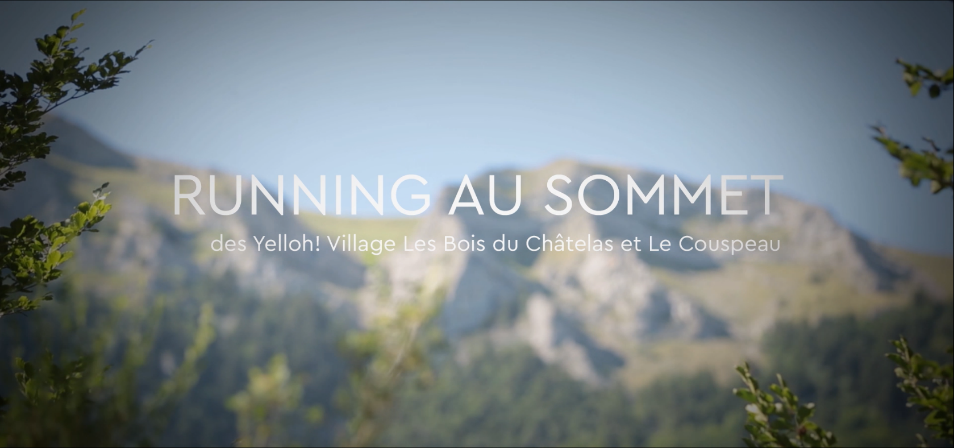 RUNNING AU SOMMET
des Yelloh! Village Les Bois du Châtelas et Le Couspeau